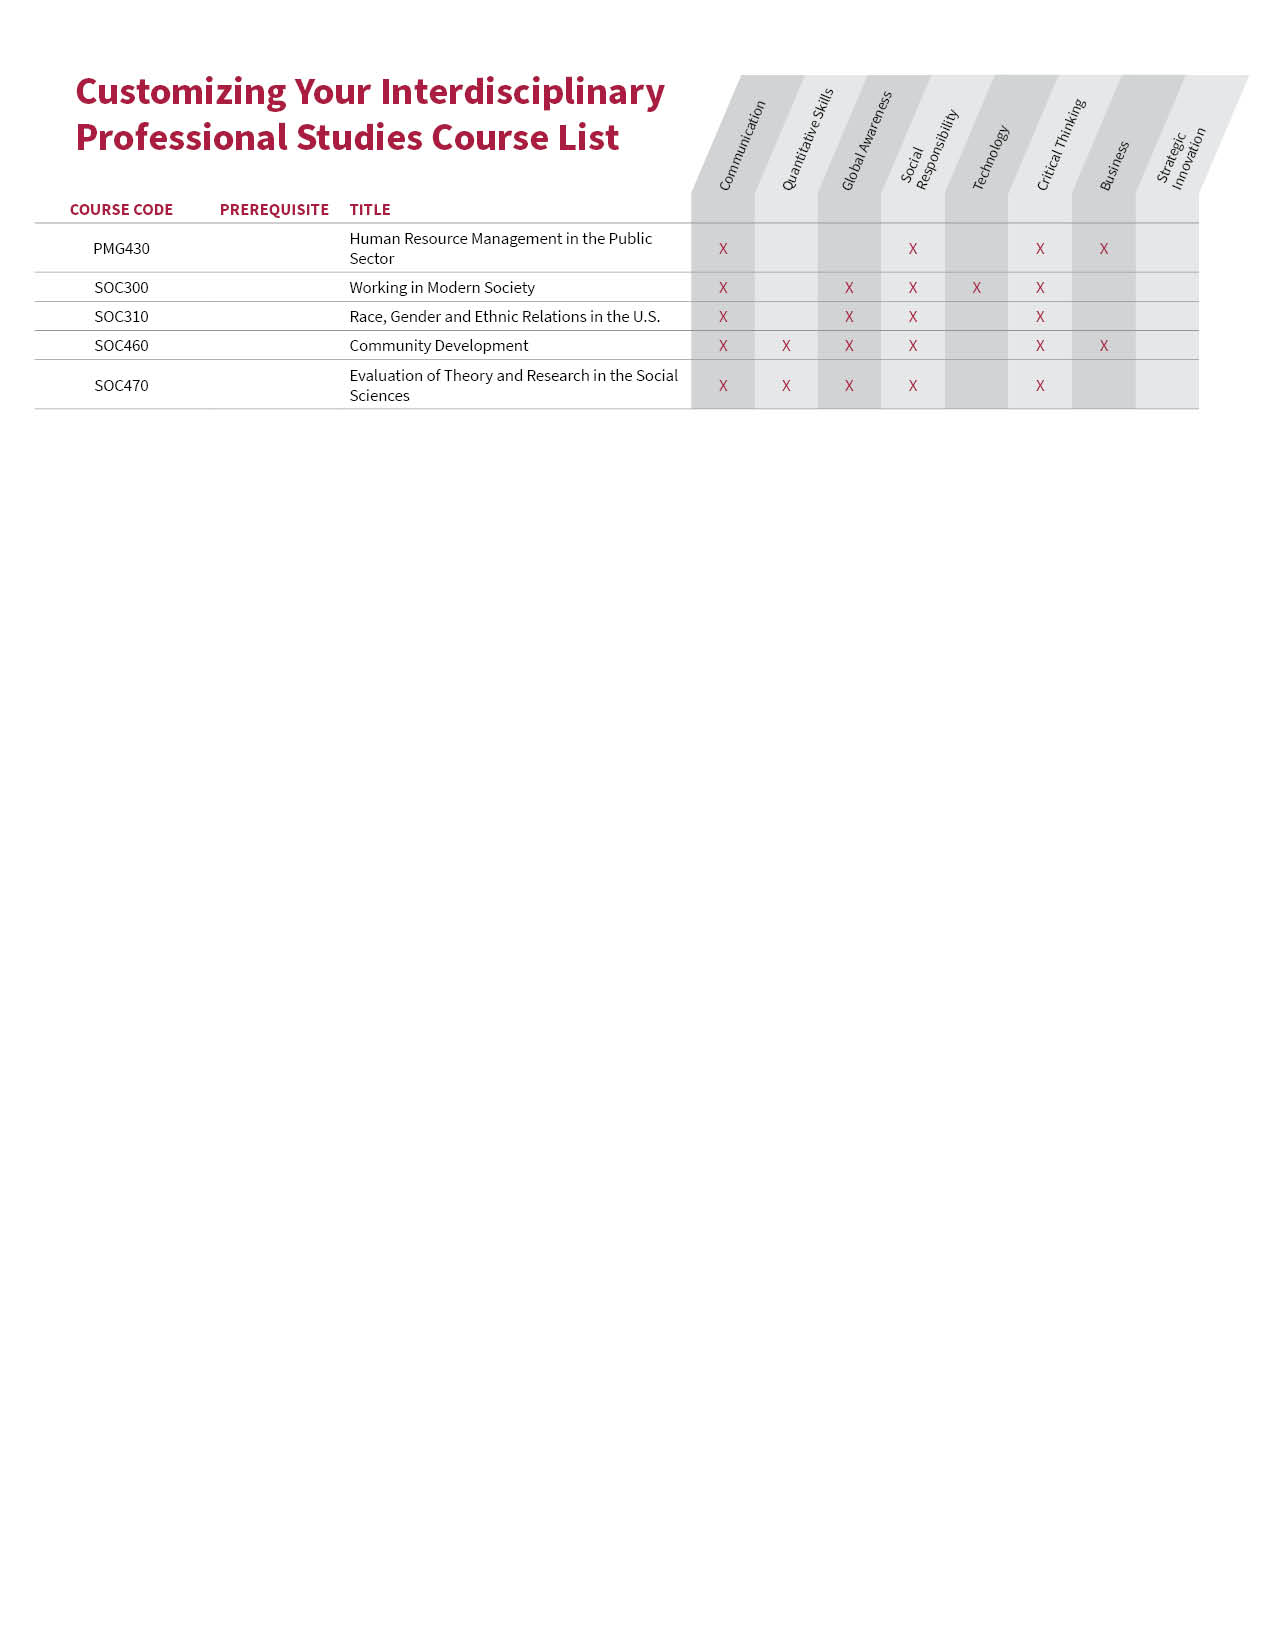 Customizing Your Interdisciplinary
Professional Studies Course List
Communication
Quantitative Skills
Global Awareness
Social
Responsibility
Technology
Critical Thinking
Business
Strategic
Innovation
COURSE CODE PREREQUISITE TITLE
PMG430 Human Resource Management in the Public
Sector X X X X
SOC300 Working in Modern Society X X X X X
SOC310 Race, Gender and Ethnic Relations in the U.S. X X X X
SOC460 Community Development X X X X X X
SOC470 Evaluation of Theory and Research in the Social
Sciences X X X X X